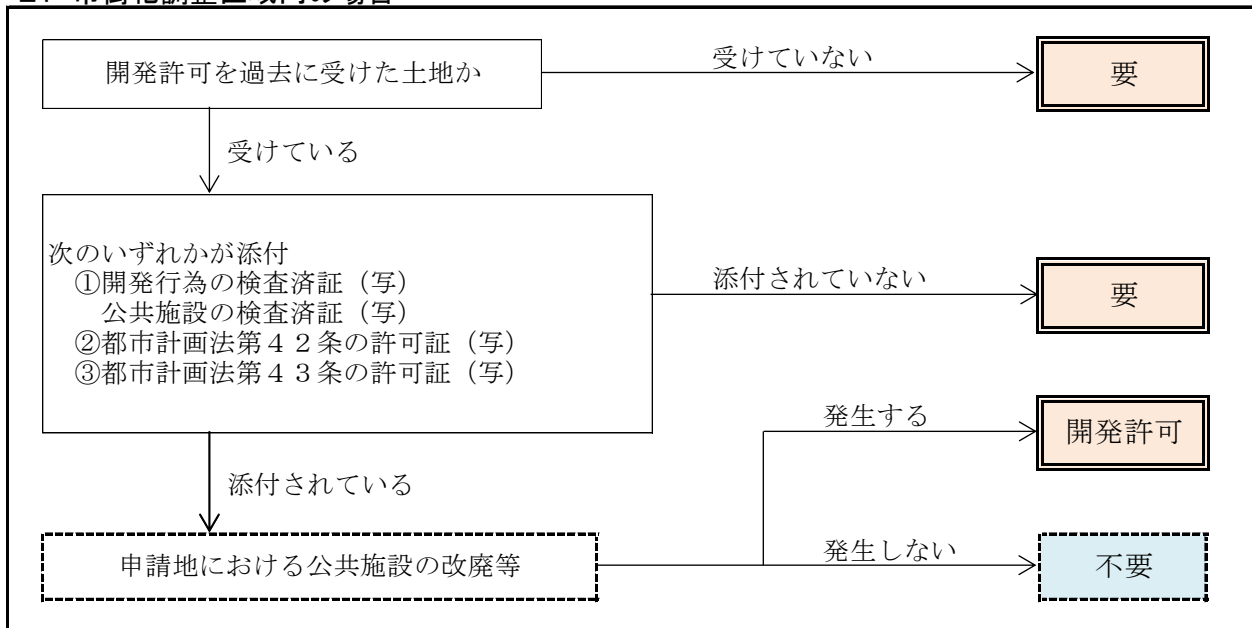 開発許可を過去に受けた土地か
受けていない
要
受けている
次のいずれかが添付
①開発行為の検査済証（写）
公共施設の検査済証（写）
②都市計画法第４２条の許可証（写）
③都市計画法第４３条の許可証（写）
添付されていない
要
発生する
開発許可
添付されている
申請地における公共施設の改廃等
発生しない
不要